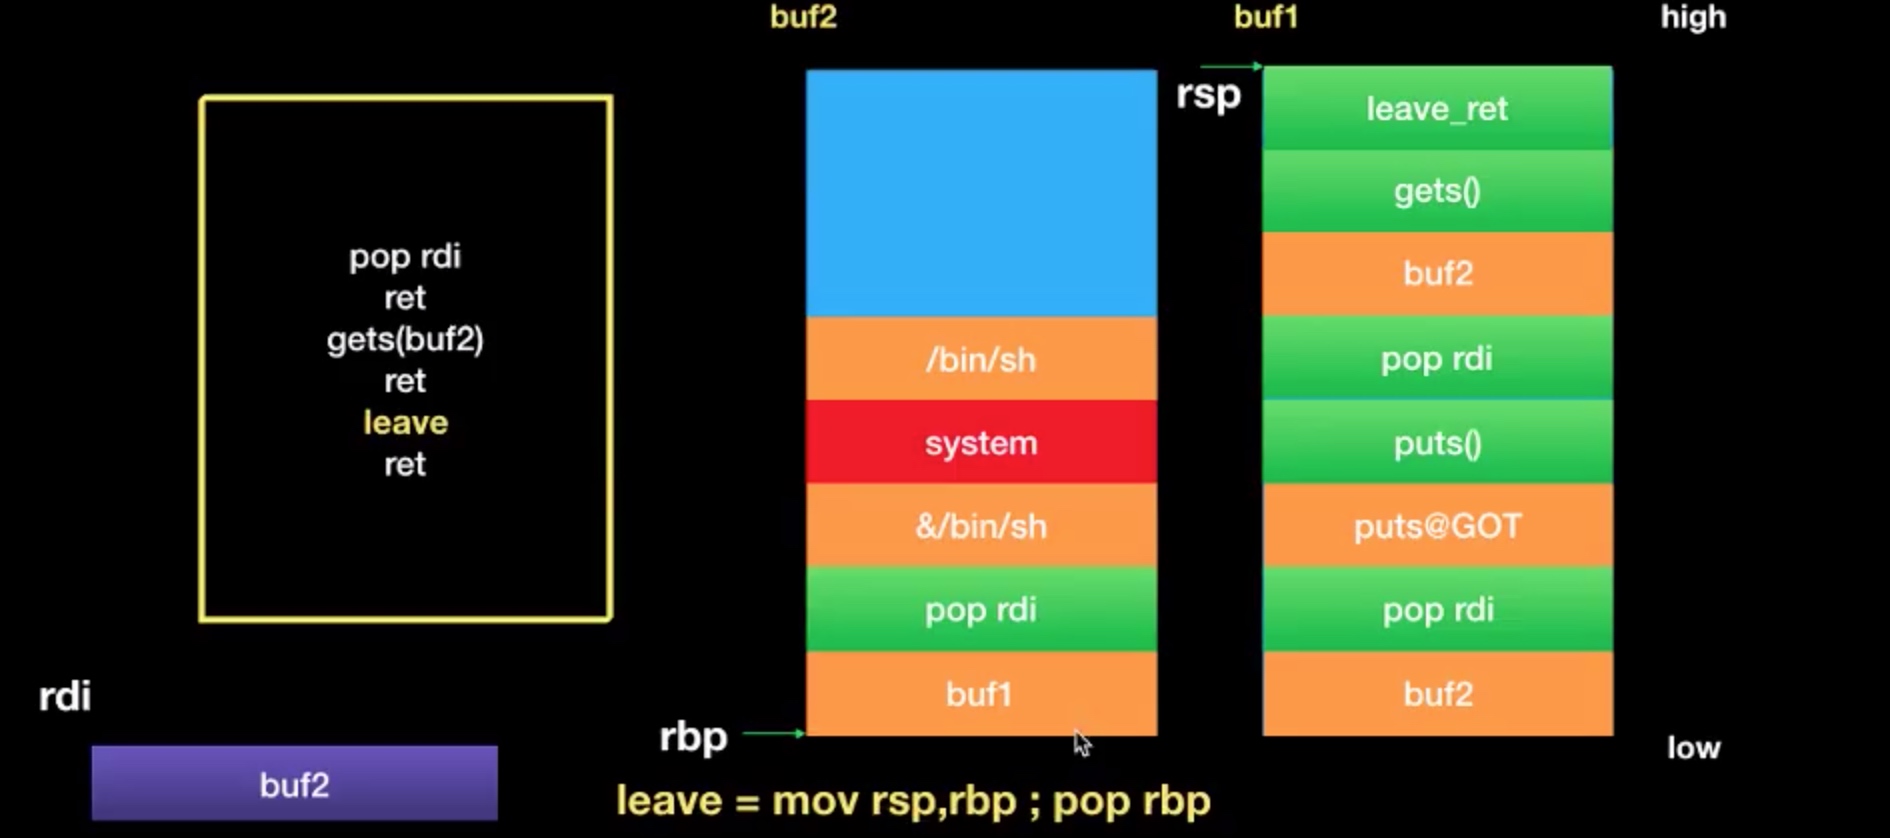 buf2
buf1
high
rsp
leave_ret
gets()
buf2
pop rdi
puts()
puts@GOT
pop rdi
buf2
/bin/sh
system
&/bin/sh
pop rdi
buf1
pop rdi
ret
gets(buf2)
ret
leave
ret
rdi
buf2
rbp
low
leave = mov rsp,rbp ; pop rbp